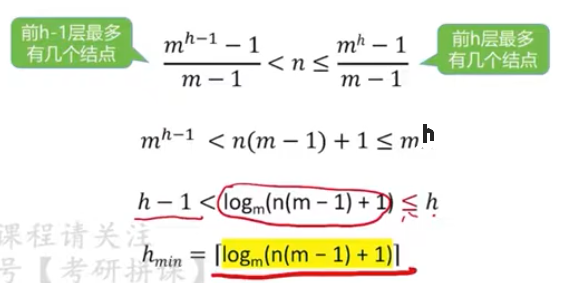 前h-1层最多
有几个结点
(m^{h-1} - 1)/(m - 1) < n ≤ (m^h - 1)/(m - 1)
前h层最多
有几个结点
m^{h-1} < n(m - 1) + 1 ≤ m^h
h - 1 < log_m(n(m - 1) + 1) ≤ h
课程请关注
h_{min} = ⌈log_m(n(m - 1) + 1)⌉
号【考研拼课】